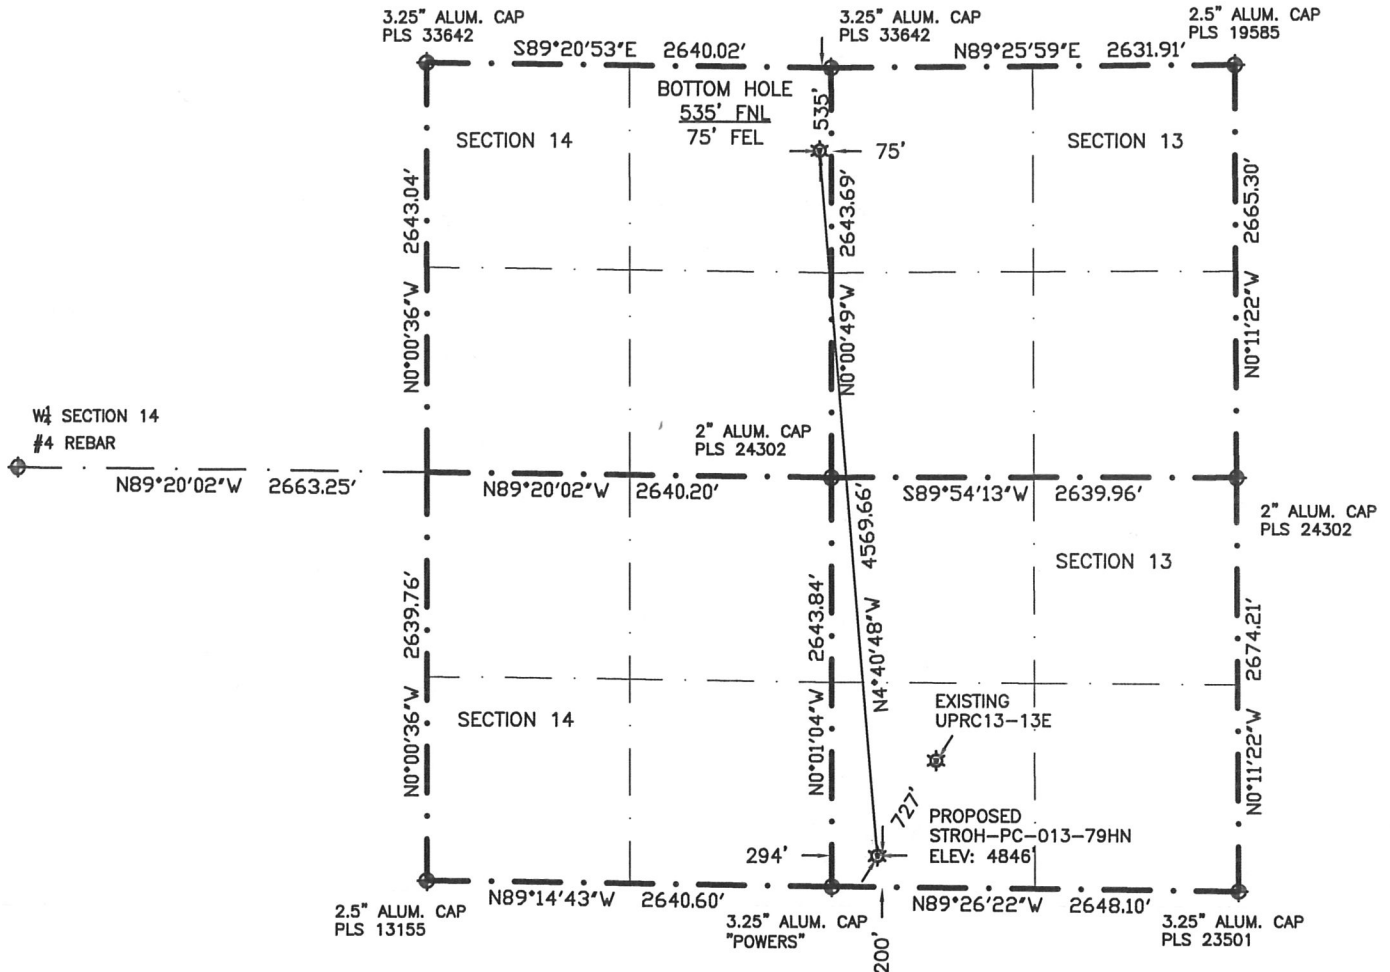 3.25" ALUM. CAP
PLS 33642
3.25" ALUM. CAP
PLS 33642
2.5" ALUM. CAP
PLS 19585
S89°20'53"E 2640.02'
N89°25'59"E 2631.91'
BOTTOM HOLE
535' FNL
75' FEL
535'
75'
SECTION 14
SECTION 13
N0°00'36"W 2643.04'
N0°00'49"W 2643.69'
N0°11'22"W 2665.30'
W¼ SECTION 14
#4 REBAR
2" ALUM. CAP
PLS 24302
N89°20'02"W 2663.25'
N89°20'02"W 2640.20'
S89°54'13"W 2639.96'
2" ALUM. CAP
PLS 24302
N4°40'48"W 4569.66'
SECTION 13
N0°00'36"W 2639.76'
N0°01'04"W 2643.84'
N0°11'22"W 2674.21'
SECTION 14
EXISTING
UPRC13-13E
727'
PROPOSED
STROH-PC-013-79HN
ELEV: 4846'
294'
N89°14'43"W 2640.60'
N89°26'22"W 2648.10'
2.5" ALUM. CAP
PLS 13155
3.25" ALUM. CAP
"POWERS"
200'
3.25" ALUM. CAP
PLS 23501